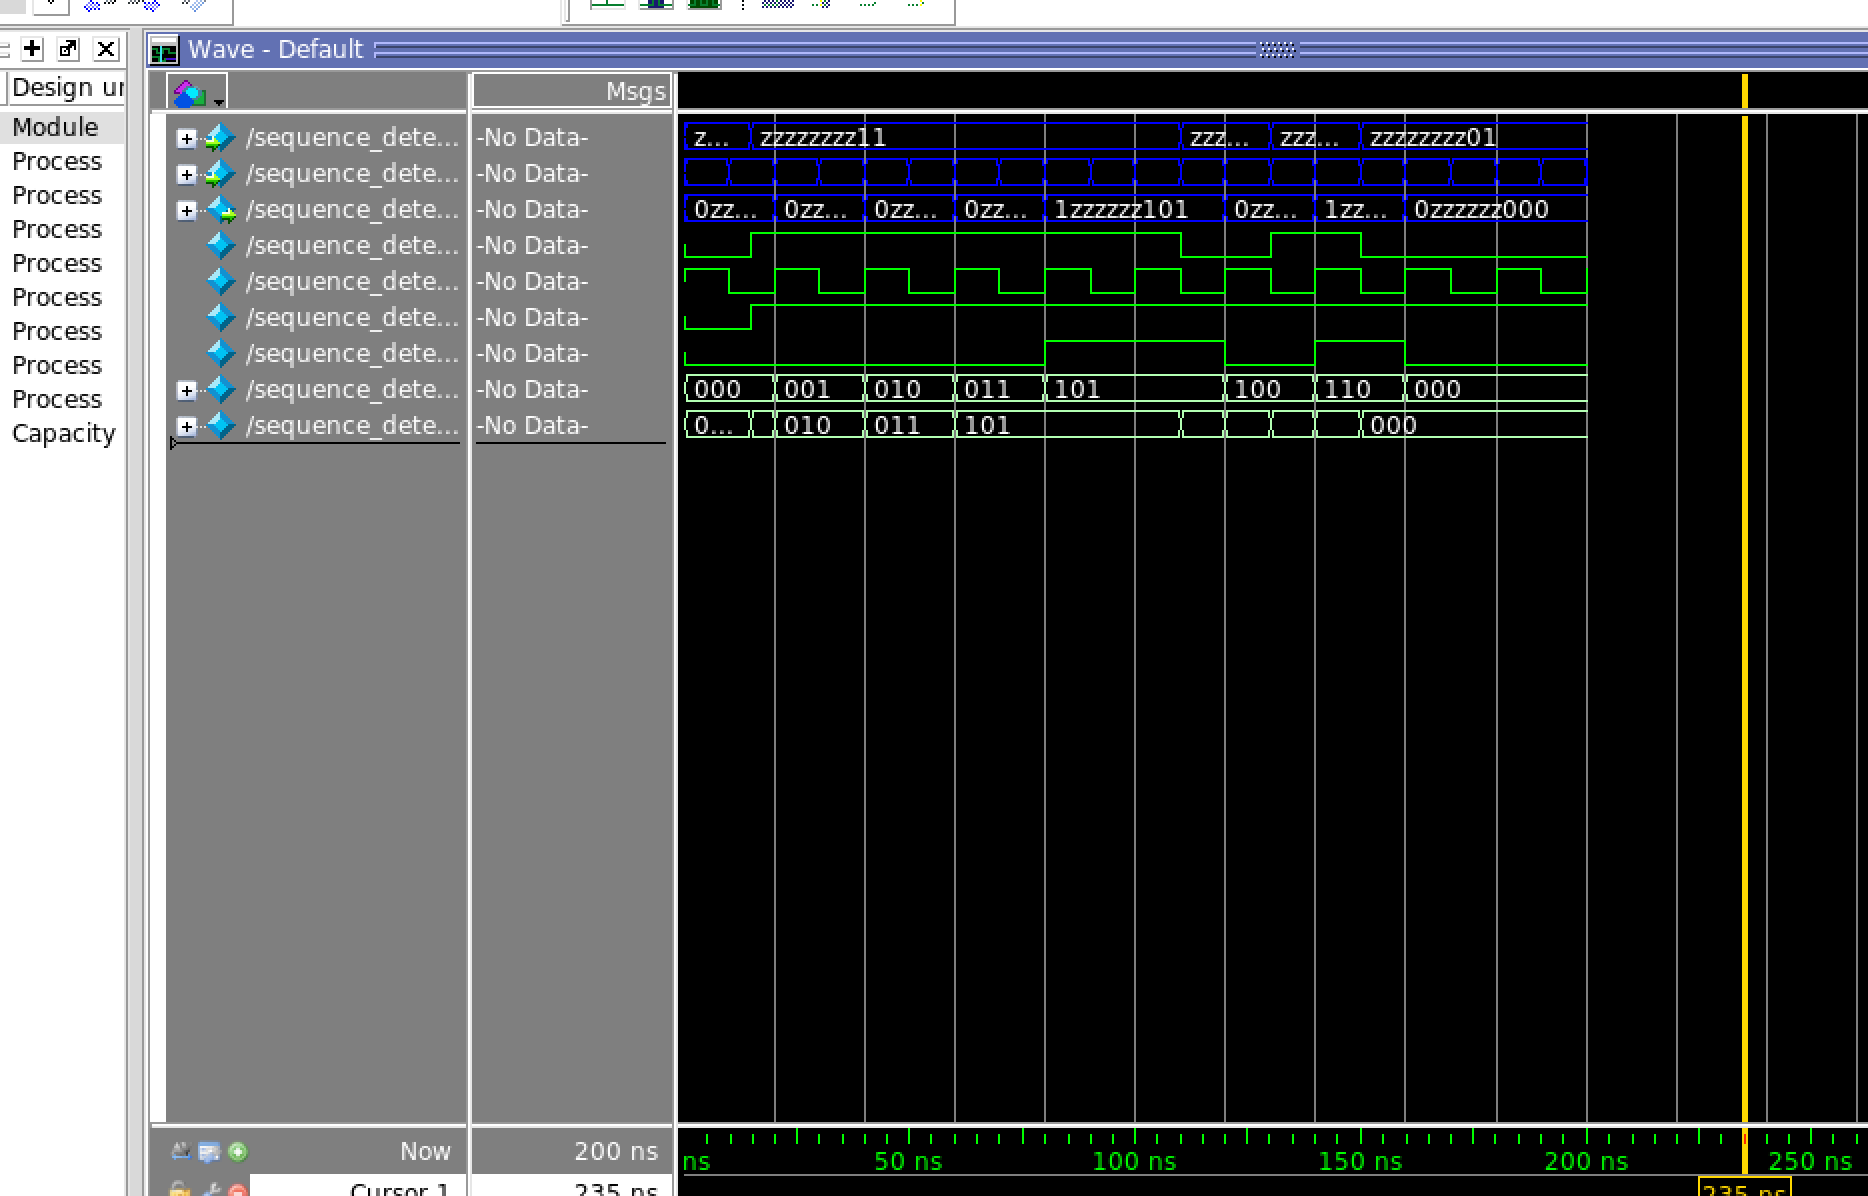 Wave - Default
Design ur
Msgs
Module
Process
Process
Process
Process
Process
Process
Process
Process
Capacity
/sequence_dete... -No Data- z... zzzzzzzz11 zzz... zzz... zzzzzzzz01
/sequence_dete... -No Data-
/sequence_dete... -No Data- 0zz... 0zz... 0zz... 0zz... 1zzzzzz101 0zz... 1zz... 0zzzzzz000
/sequence_dete... -No Data-
/sequence_dete... -No Data-
/sequence_dete... -No Data-
/sequence_dete... -No Data-
/sequence_dete... -No Data- 000 001 010 011 101 100 110 000
/sequence_dete... -No Data- 0... 010 011 101 000
Now 200 ns
ns 50 ns 100 ns 150 ns 200 ns 250 ns
Cursor 1 235 ns 235 ns